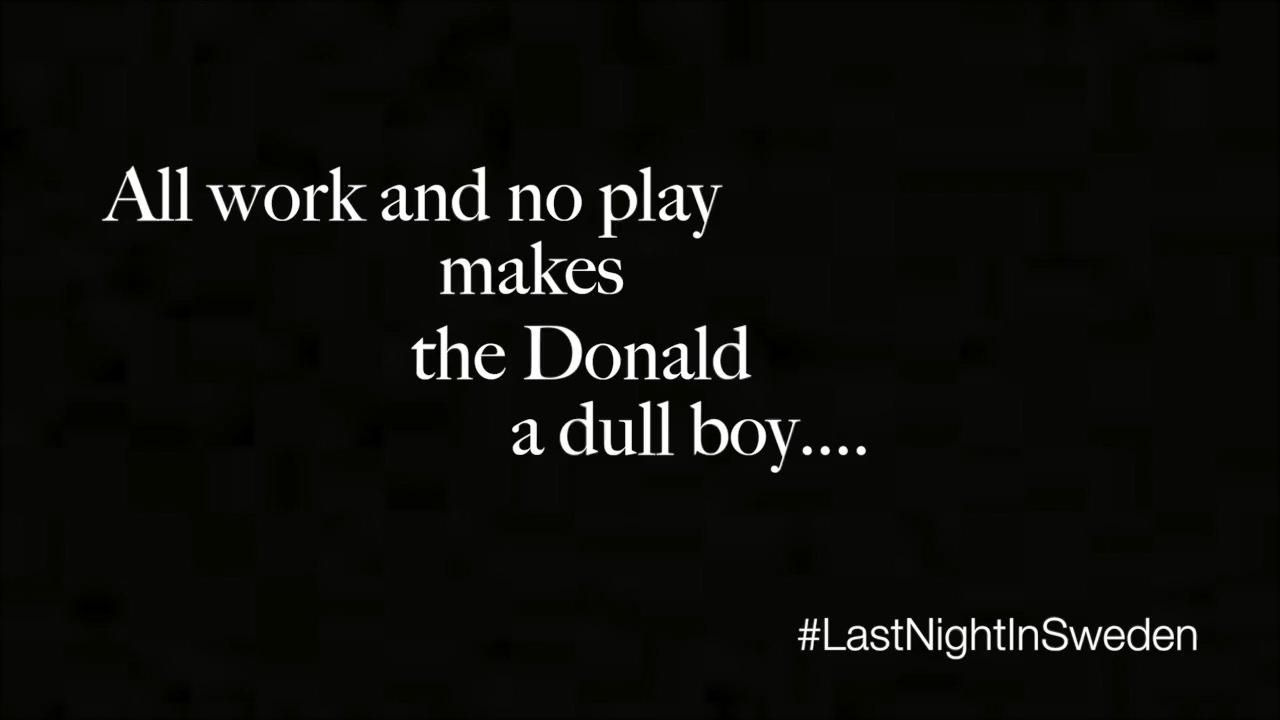 All work and no play
makes
the Donald
a dull boy....
#LastNightInSweden